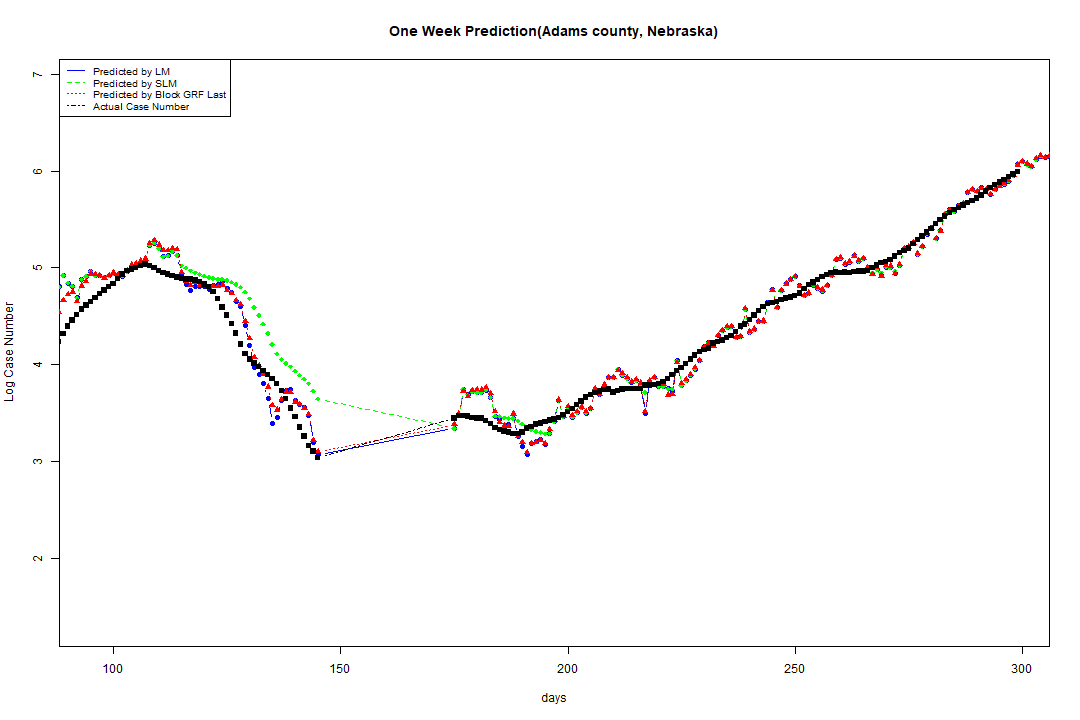 One Week Prediction(Adams county, Nebraska)
Predicted by LM
Predicted by SLM
Predicted by Block GRF Last
Actual Case Number
7
6
5
4
3
2
Log Case Number
100 150 200 250 300
days